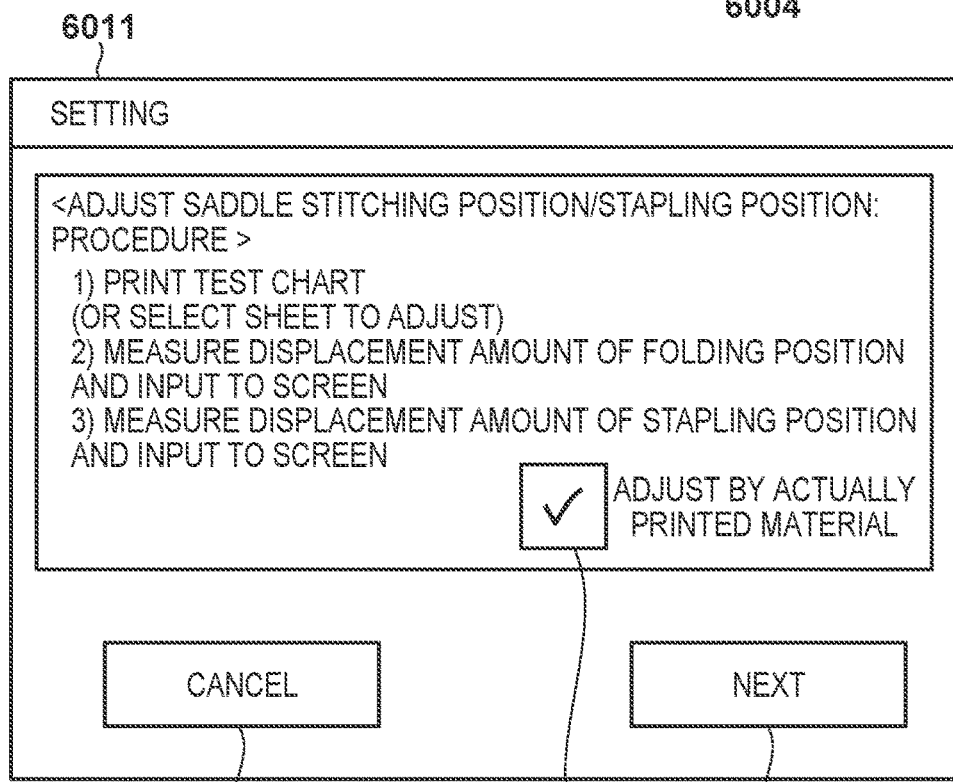 6004
6011
SETTING
<ADJUST SADDLE STITCHING POSITION/STAPLING POSITION:
PROCEDURE >
1) PRINT TEST CHART
(OR SELECT SHEET TO ADJUST)
2) MEASURE DISPLACEMENT AMOUNT OF FOLDING POSITION
AND INPUT TO SCREEN
3) MEASURE DISPLACEMENT AMOUNT OF STAPLING POSITION
AND INPUT TO SCREEN
ADJUST BY ACTUALLY
PRINTED MATERIAL
CANCEL
NEXT